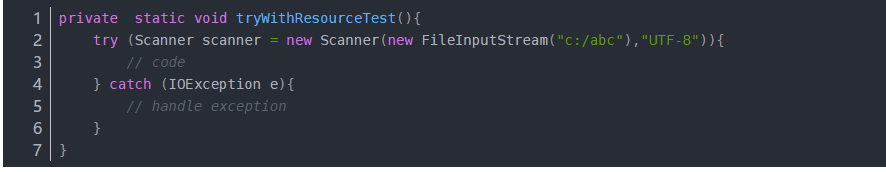 1 private  static void tryWithResourceTest(){
2     try (Scanner scanner = new Scanner(new FileInputStream("c:/abc"),"UTF-8")){
3         // code
4     } catch (IOException e){
5         // handle exception
6     }
7 }